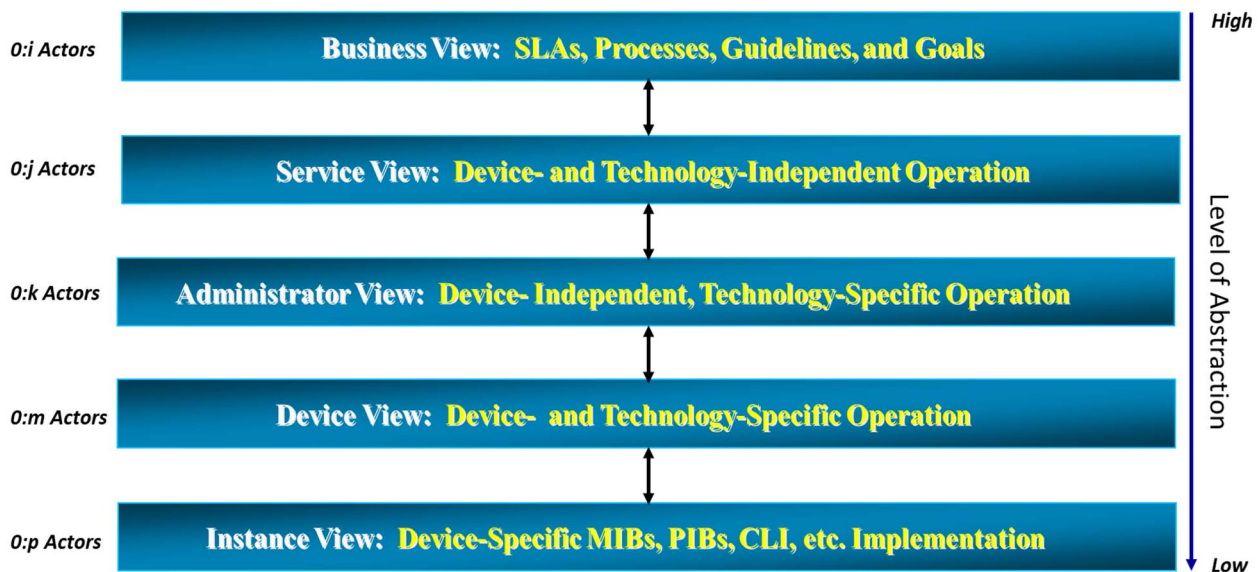 High
0:i Actors
Business View: SLAs, Processes, Guidelines, and Goals
0:j Actors
Service View: Device- and Technology-Independent Operation
Level of Abstraction
0:k Actors
Administrator View: Device- Independent, Technology-Specific Operation
0:m Actors
Device View: Device- and Technology-Specific Operation
0:p Actors
Instance View: Device-Specific MIBs, PIBs, CLI, etc. Implementation
Low